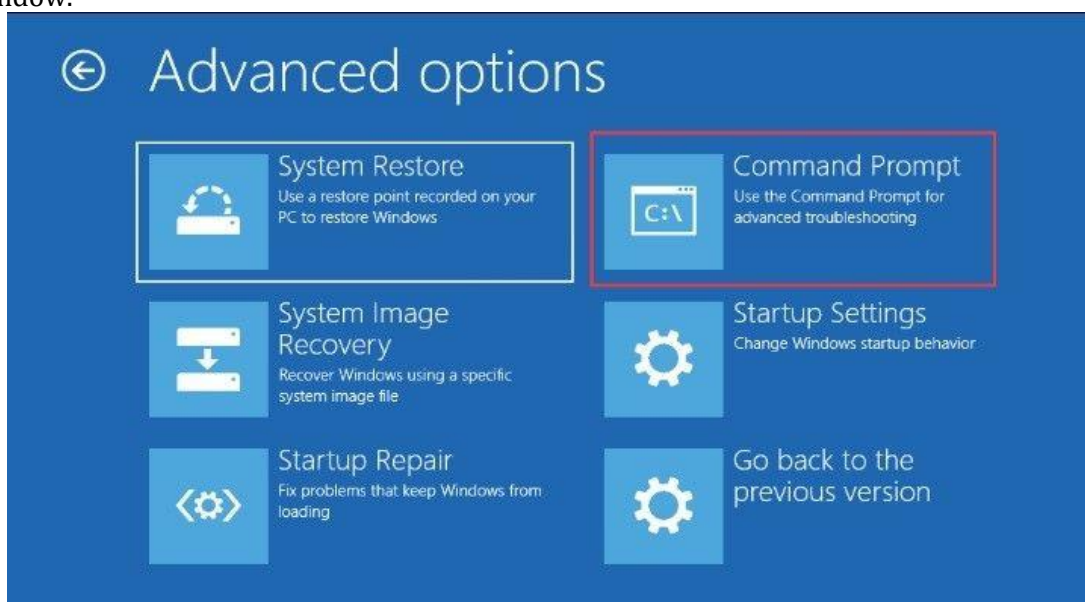 ndow.
Advanced options
System Restore
Use a restore point recorded on your
PC to restore Windows
Command Prompt
Use the Command Prompt for
advanced troubleshooting
C:\
System Image
Recovery
Recover Windows using a specific
system image file
Startup Settings
Change Windows startup behavior
Startup Repair
Fix problems that keep Windows from
loading
Go back to the
previous version